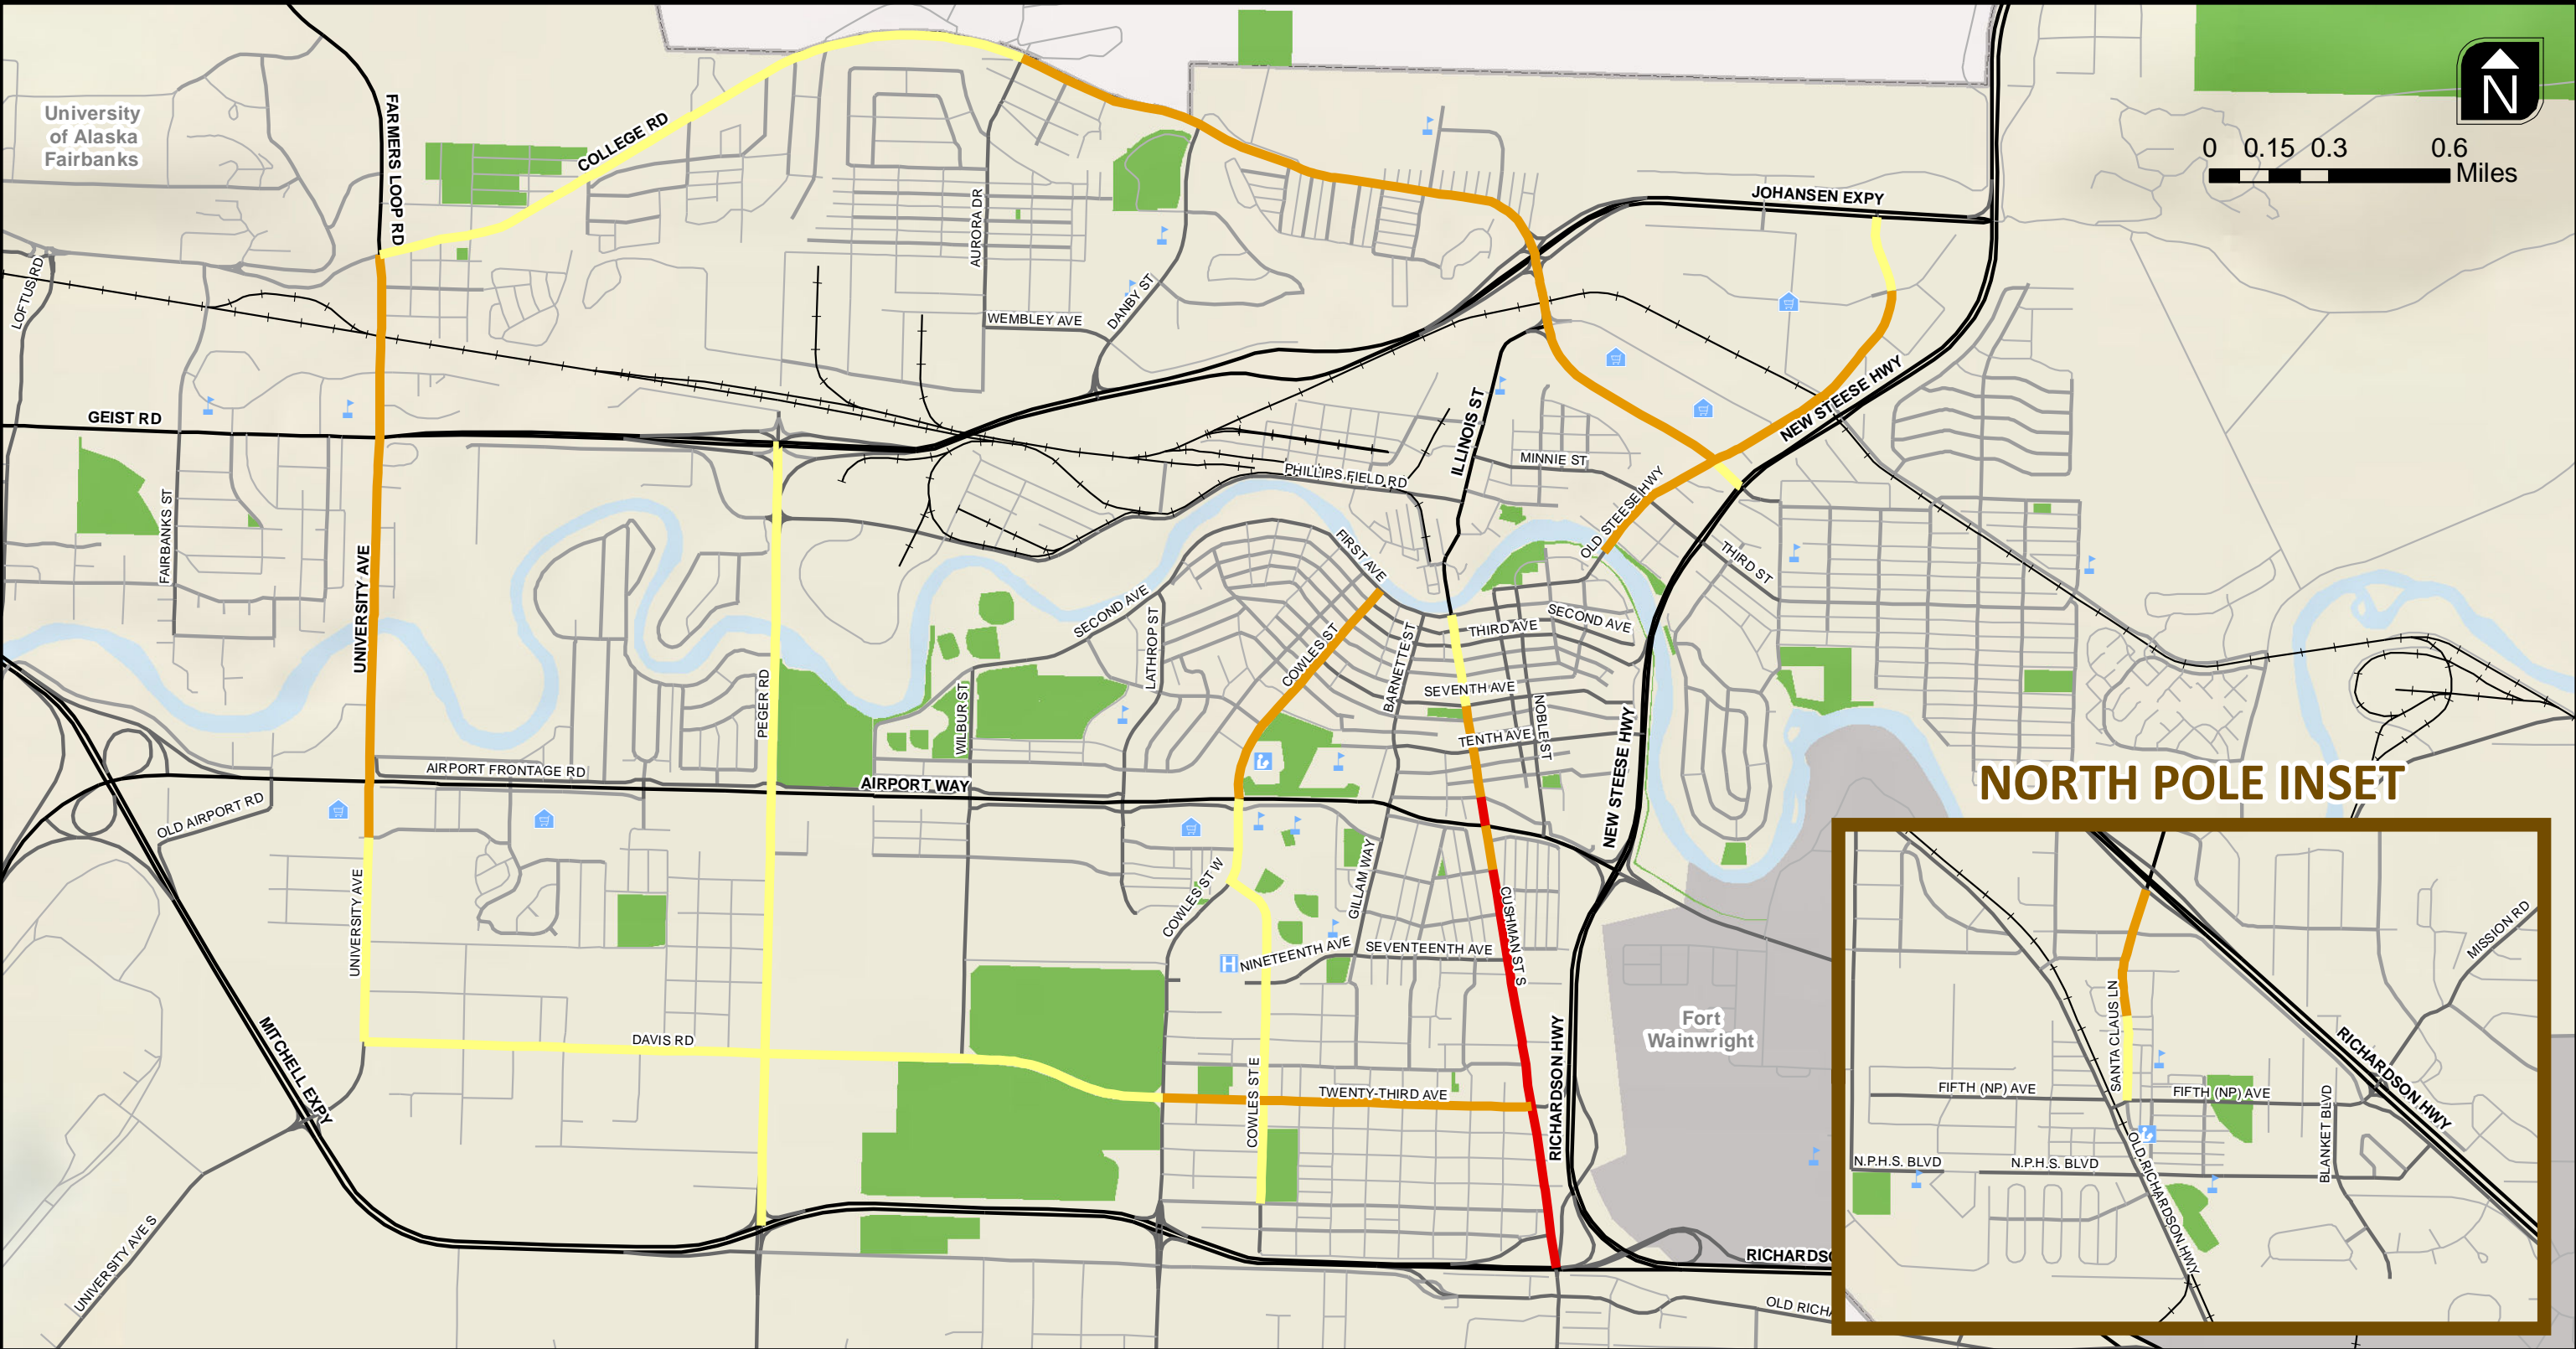 University
of Alaska
Fairbanks
FARMERS LOOP RD
COLLEGE RD
AURORA DR
JOHANSEN EXPY
N
0 0.15 0.3 0.6
Miles
LOFTUS RD
WEMBLEY AVE
DANBY ST
GEIST RD
ILLINOIS ST
NEW STEESE HWY
PHILLIPS FIELD RD
MINNIE ST
OLD STEESE HWY
FAIRBANKS ST
UNIVERSITY AVE
FIRST AVE
THIRD ST
SECOND AVE
LATHROP ST
SECOND AVE
THIRD AVE
COWLES ST
BARNETTE ST
PEGER RD
WILBUR ST
SEVENTH AVE
NOBLE ST
TENTH AVE
NEW STEESE HWY
AIRPORT FRONTAGE RD
AIRPORT WAY
OLD AIRPORT RD
NORTH POLE INSET
UNIVERSITY AVE
COWLES ST W
GILLAM WAY
CUSHMAN ST S
H
NINETEENTH AVE
SEVENTEENTH AVE
MITCHELL EXPY
DAVIS RD
Fort
Wainwright
RICHARDSON HWY
COWLES ST E
TWENTY-THIRD AVE
UNIVERSITY AVE S
RICHARDSO
OLD RICHA
MISSION RD
SANTA CLAUS LN
RICHARDSON HWY
FIFTH (NP) AVE
FIFTH (NP) AVE
BLANKET BLVD
N.P.H.S. BLVD
N.P.H.S. BLVD
OLD RICHARDSON HWY